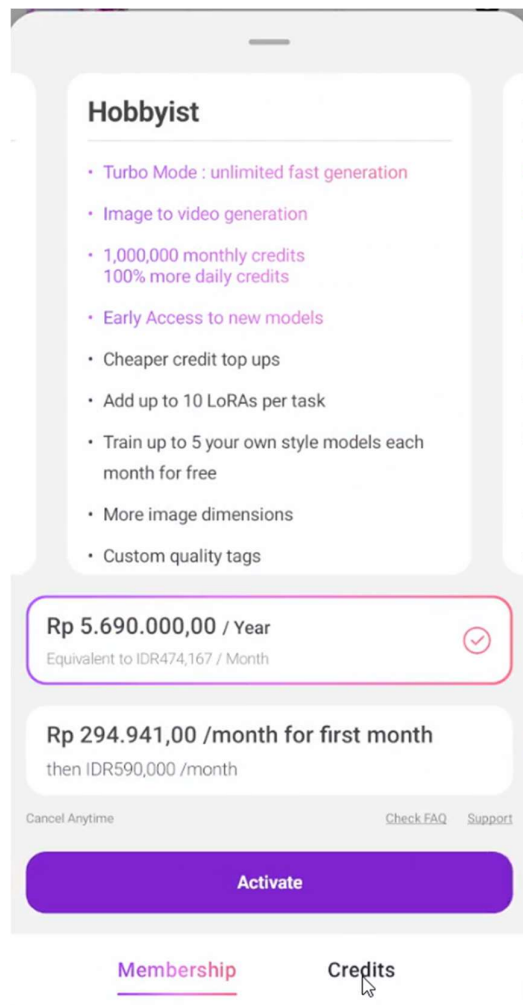 Hobbyist
• Turbo Mode : unlimited fast generation
• Image to video generation
• 1,000,000 monthly credits
100% more daily credits
• Early Access to new models
• Cheaper credit top ups
• Add up to 10 LoRAs per task
• Train up to 5 your own style models each
month for free
• More image dimensions
• Custom quality tags
Rp 5.690.000,00 / Year
Equivalent to IDR474,167 / Month
Rp 294.941,00 /month for first month
then IDR590,000 /month
Cancel Anytime Check FAQ Support
Activate
Membership Credits